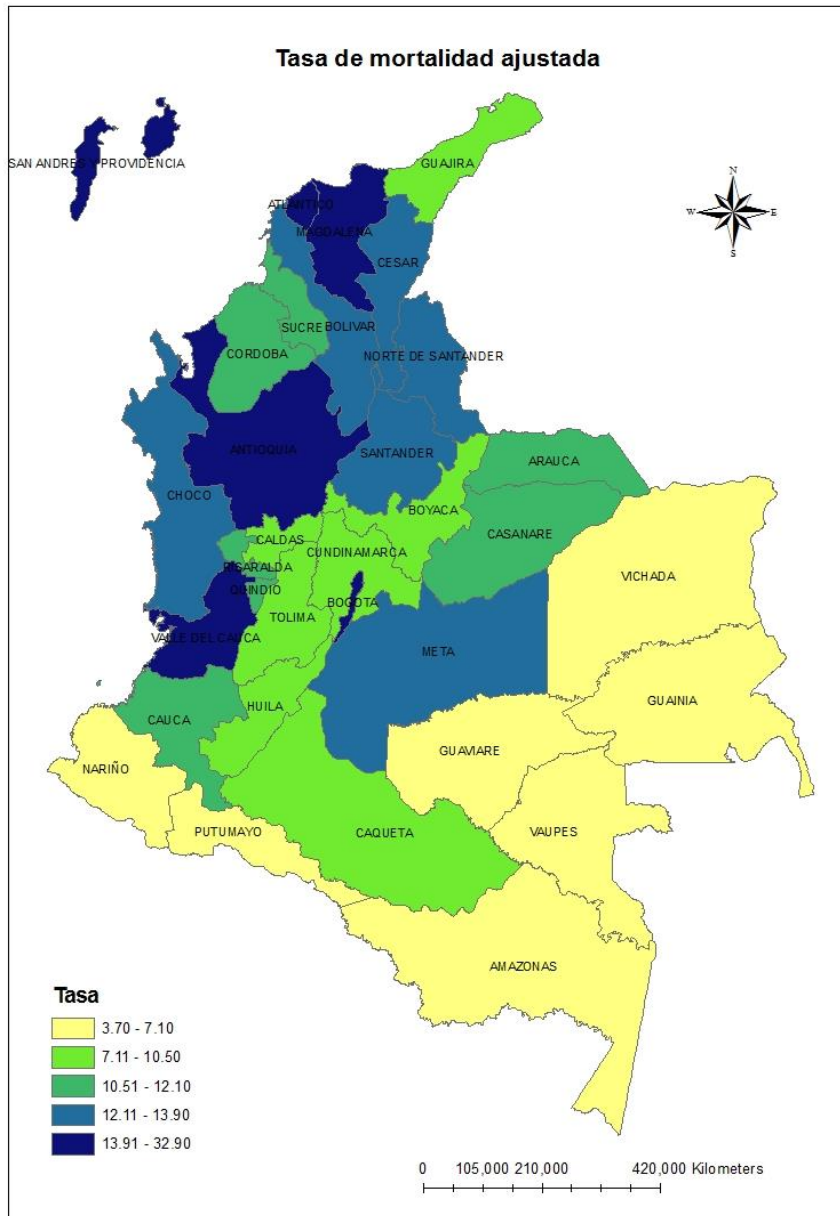 Tasa de mortalidad ajustada
SAN ANDRES Y PROVIDENCIA
GUAJIRA
N
W E
S
ATLANTICO
MAGDALENA
CESAR
SUCRE
BOLIVAR
CORDOBA
NORTE DE SANTANDER
ANTIOQUIA
SANTANDER
ARAUCA
CHOCO
BOYACA
CASANARE
CALDAS
CUNDINAMARCA
RISARALDA
VICHADA
QUINDIO
BOGOTA
TOLIMA
VALLE DEL CAUCA
META
HUILA
GUAINIA
CAUCA
GUAVIARE
NARIÑO
PUTUMAYO
CAQUETA
VAUPES
AMAZONAS
Tasa
3.70 - 7.10
7.11 - 10.50
10.51 - 12.10
12.11 - 13.90
13.91 - 32.90
0 105,000 210,000 420,000 Kilometers